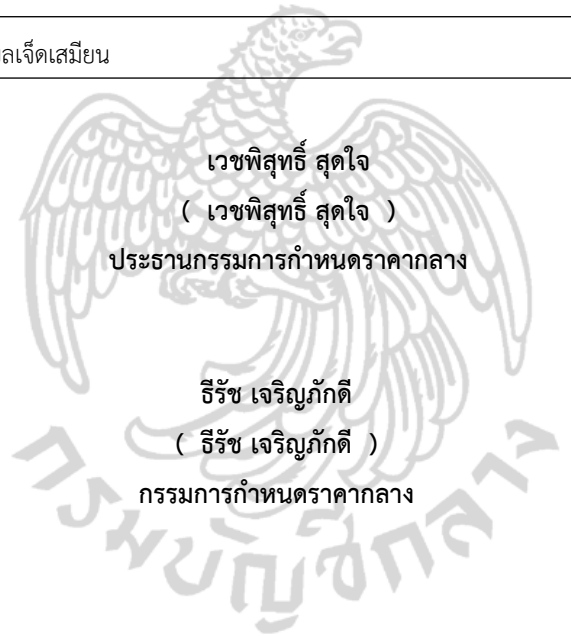 ลเจ็ดเสมียน
เวชพิสุทธิ์ สุดใจ
( เวชพิสุทธิ์ สุดใจ )
ประธานกรรมการกำหนดราคากลาง
ธีรัช เจริญภักดี
( ธีรัช เจริญภักดี )
กรรมการกำหนดราคากลาง
กรมบัญชีกลาง